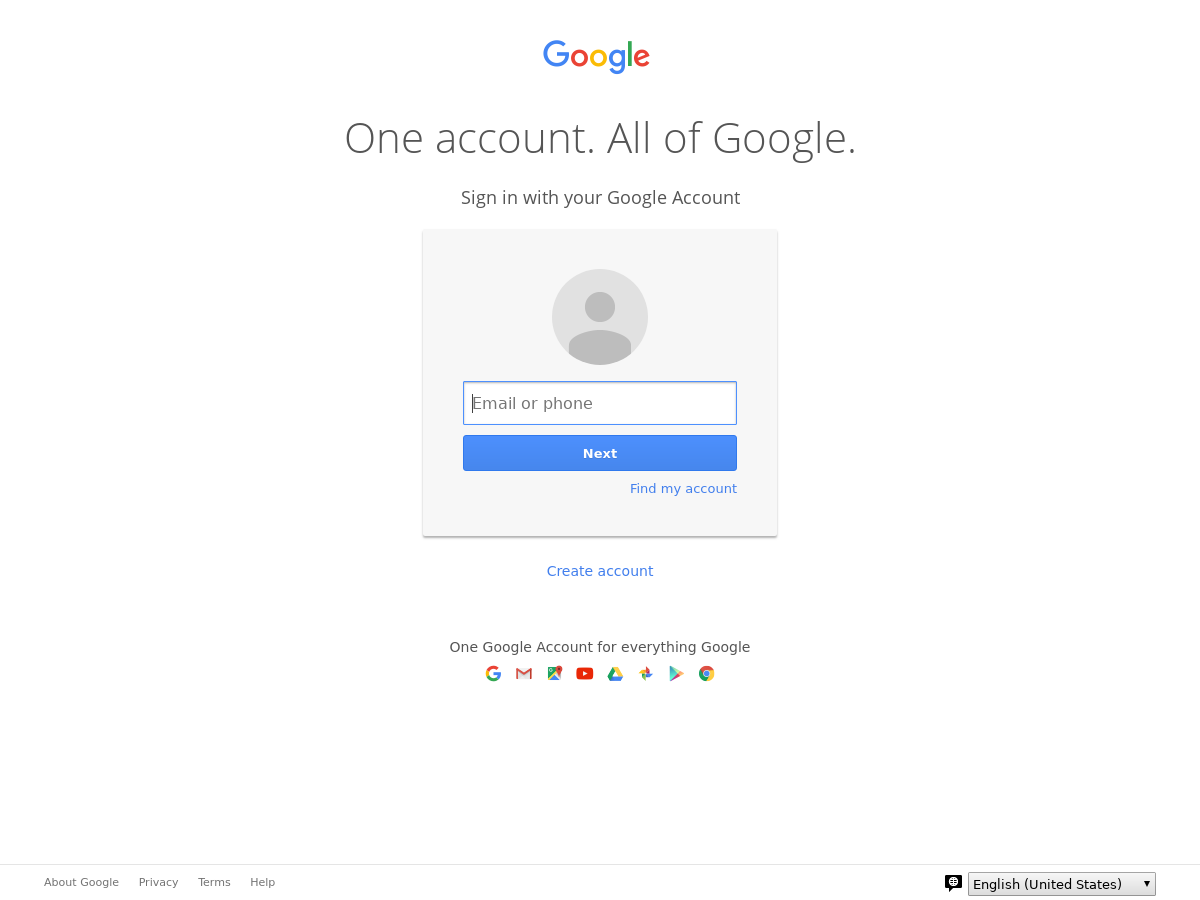 Google
One account. All of Google.
Sign in with your Google Account
Email or phone
Next
Find my account
Create account
One Google Account for everything Google
About Google
Privacy
Terms
Help
English (United States)